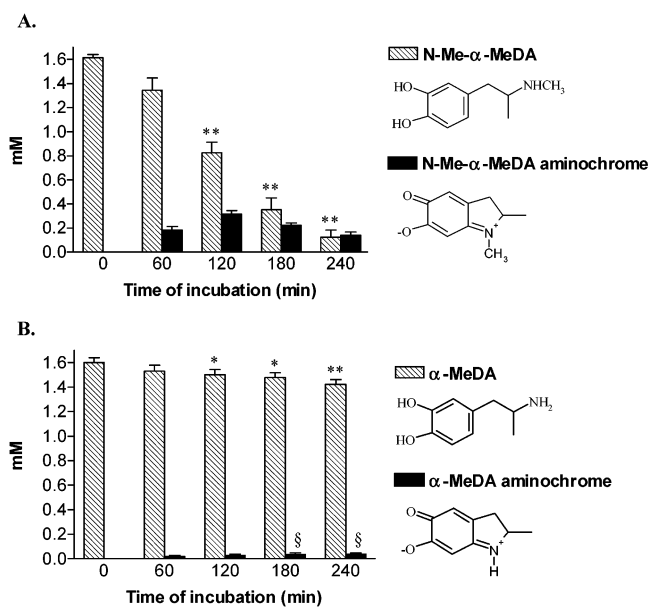 A.
N-Me-α-MeDA
1.6
1.4
1.2
1.0
0.8
0.6
0.4
0.2
0.0
mM
**
**
**
0 60 120 180 240
Time of incubation (min)
HO
HO
NHCH₃
N-Me-α-MeDA aminochrome
O
-O
N+
CH₃
B.
α-MeDA
1.6
1.4
1.2
1.0
0.8
0.6
0.4
0.2
0.0
mM
*
*
**
§
§
0 60 120 180 240
Time of incubation (min)
HO
HO
NH₂
α-MeDA aminochrome
O
-O
N+
H